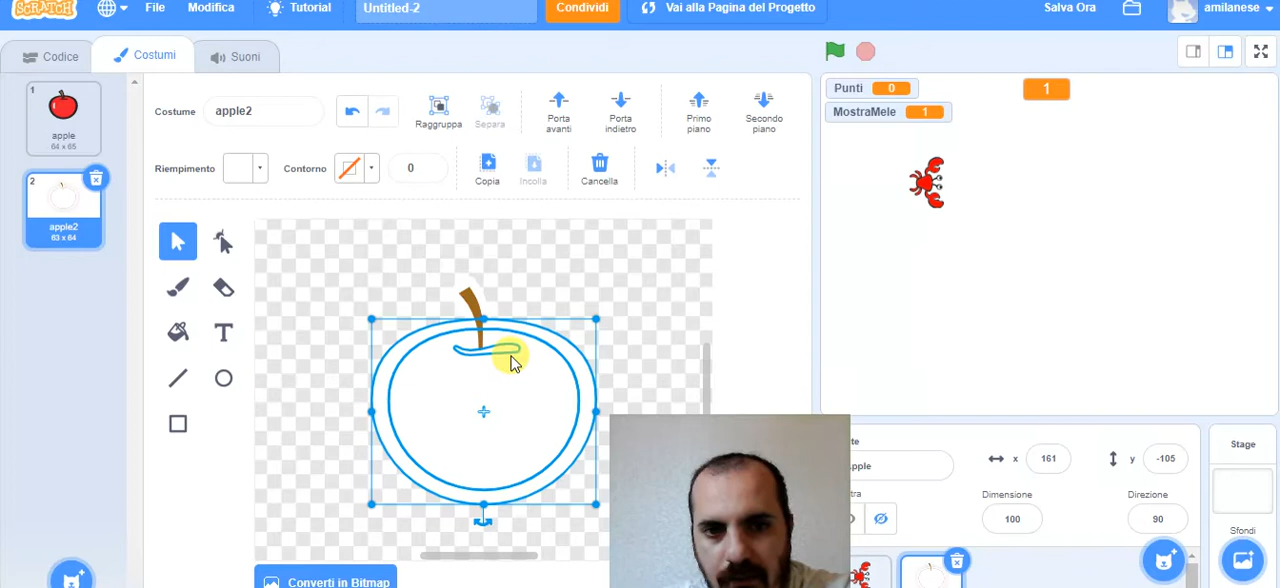 SCRATCH File Modifica Tutorial Untitled-2 Condividi Vai alla Pagina del Progetto Salva Ora amilanese
Codice Costumi Suoni
1
apple
64 x 65
2
apple2
63 x 64
Costume apple2 Raggruppa Separa Porta avanti Porta indietro Primo piano Secondo piano
Riempimento Contorno 0 Copia Incolla Cancella
T
Converti in Bitmap
Punti 0
MostraMele 1
1
x 161 y -105
Dimensione Direzione
100 90
Stage
Sfondi